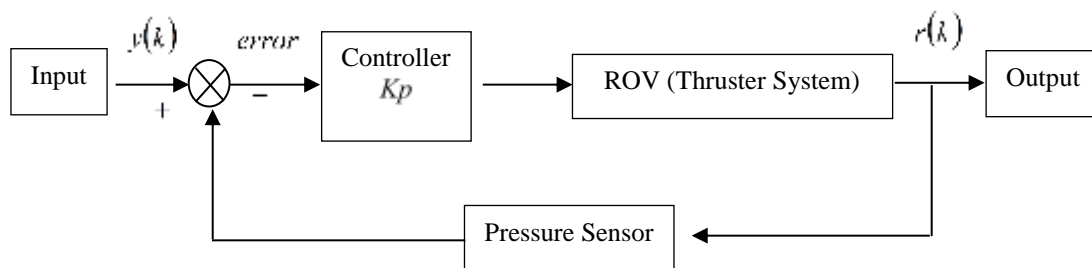 y(k)
error
r(k)
Input
+
−
Controller
Kp
ROV (Thruster System)
Output
Pressure Sensor